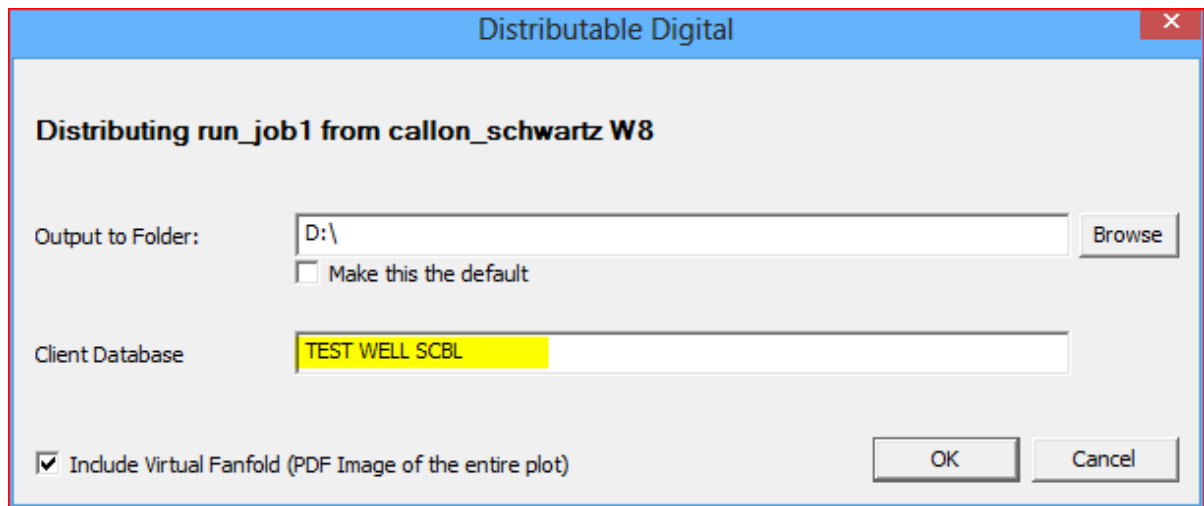 Distributable Digital
Distributing run_job1 from callon_schwartz W8
Output to Folder:
D:\
Browse
Make this the default
Client Database
TEST WELL SCBL
Include Virtual Fanfold (PDF Image of the entire plot)
OK
Cancel